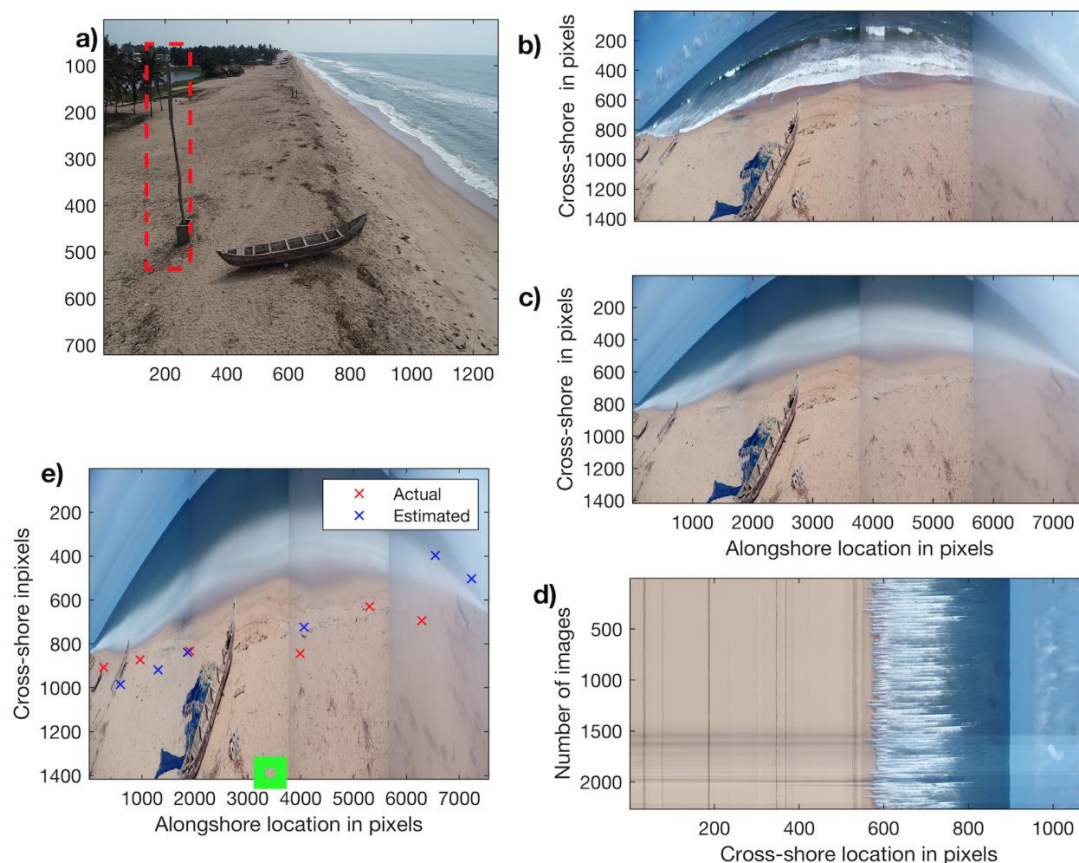 a)
100
200
300
400
500
600
700
200 400 600 800 1000 1200
b)
Cross-shore in pixels
200
400
600
800
1000
1200
1400
c)
Cross-shore in pixels
0
200
400
600
800
1000
1200
1400
1000 2000 3000 4000 5000 6000 7000
Alongshore location in pixels
e)
Cross-shore inpixels
200
400
600
800
1000
1200
1400
Actual
Estimated
1000 2000 3000 4000 5000 6000 7000
Alongshore location in pixels
d)
Number of images
500
1000
1500
2000
200 400 600 800 1000
Cross-shore location in pixels